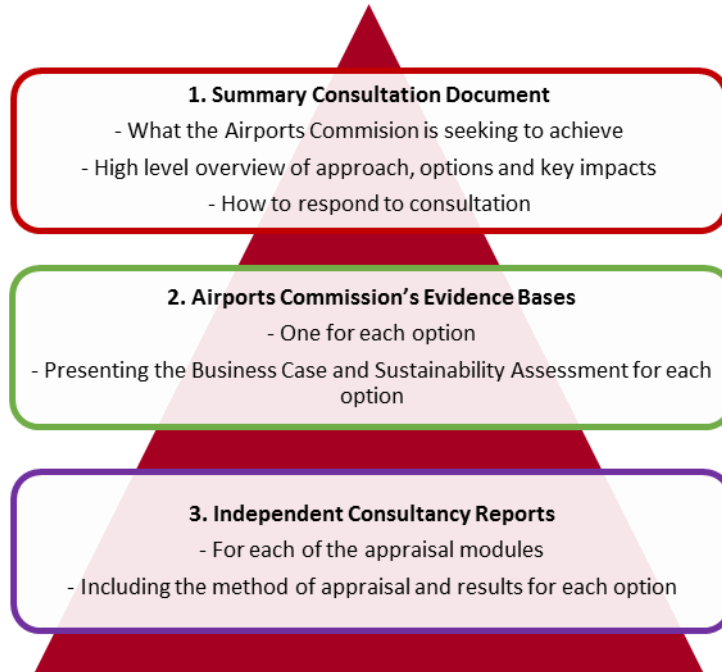 1. Summary Consultation Document
- What the Airports Commision is seeking to achieve
- High level overview of approach, options and key impacts
- How to respond to consultation
2. Airports Commission's Evidence Bases
- One for each option
- Presenting the Business Case and Sustainability Assessment for each
option
3. Independent Consultancy Reports
- For each of the appraisal modules
- Including the method of appraisal and results for each option